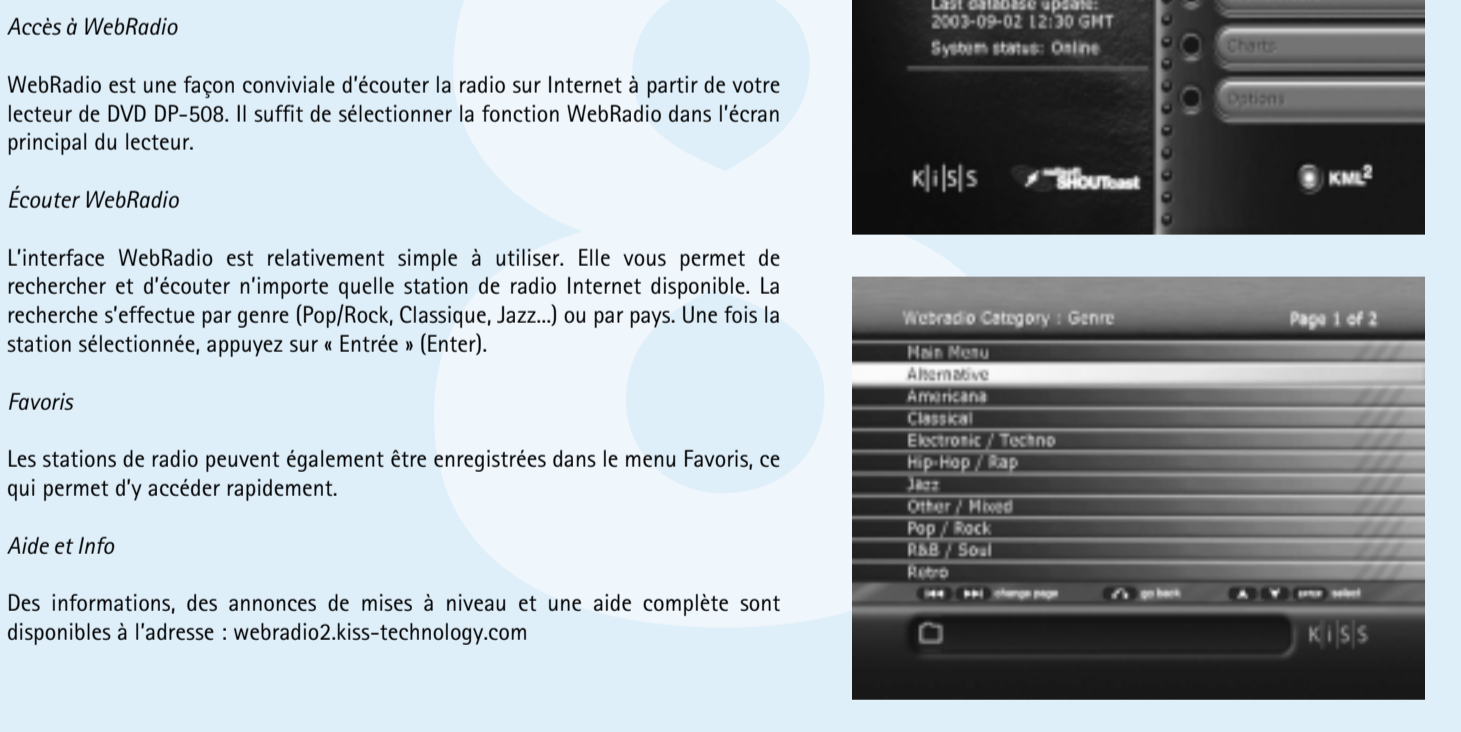 Accès à WebRadio
WebRadio est une façon conviviale d'écouter la radio sur Internet à partir de votre
lecteur de DVD DP-508. Il suffit de sélectionner la fonction WebRadio dans l'écran
principal du lecteur.
Écouter WebRadio
L'interface WebRadio est relativement simple à utiliser. Elle vous permet de
rechercher et d'écouter n'importe quelle station de radio Internet disponible. La
recherche s'effectue par genre (Pop/Rock, Classique, Jazz...) ou par pays. Une fois la
station sélectionnée, appuyez sur « Entrée » (Enter).
Favoris
Les stations de radio peuvent également être enregistrées dans le menu Favoris, ce
qui permet d'y accéder rapidement.
Aide et Info
Des informations, des annonces de mises à niveau et une aide complète sont
disponibles à l'adresse : webradio2.kiss-technology.com
8
Last database update:
2003-09-02 12:30 GMT
System status: Online
Charts
Options
K|i|S|S
SHOUTcast
KML²
Webradio Category : Genre
Page 1 of 2
Main Menu
Alternative
Americana
Classical
Electronic / Techno
Hip-Hop / Rap
Jazz
Other / Mixed
Pop / Rock
R&B / Soul
Retro
change page
go back
enter select
K|i|S|S